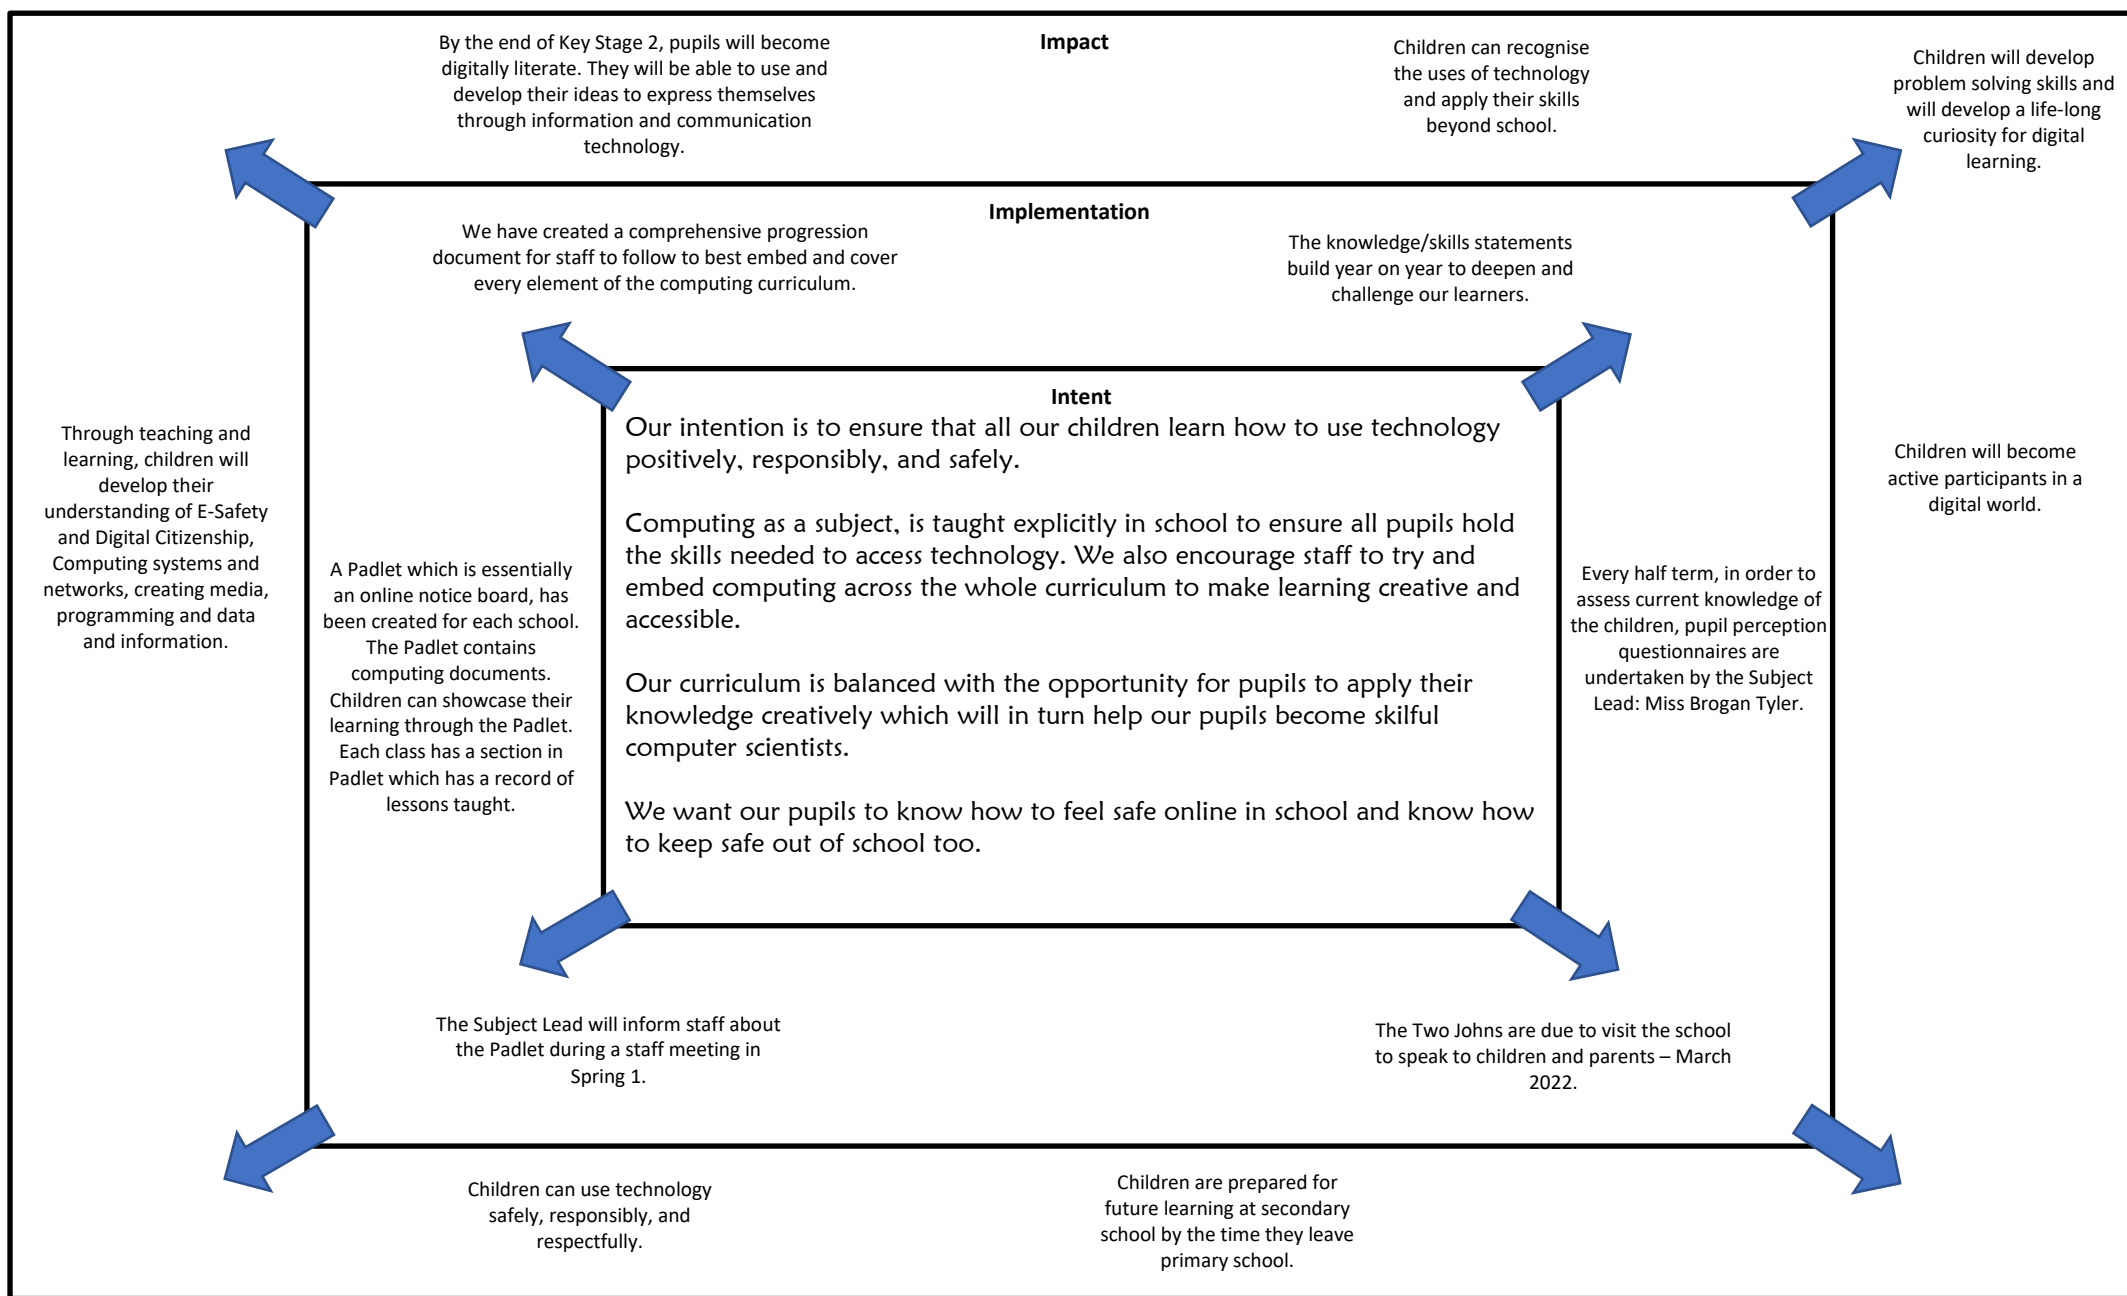 Impact
By the end of Key Stage 2, pupils will become
digitally literate. They will be able to use and
develop their ideas to express themselves
through information and communication
technology.
Children can recognise
the uses of technology
and apply their skills
beyond school.
Children will develop
problem solving skills and
will develop a life-long
curiosity for digital
learning.
Implementation
We have created a comprehensive progression
document for staff to follow to best embed and cover
every element of the computing curriculum.
The knowledge/skills statements
build year on year to deepen and
challenge our learners.
Through teaching and
learning, children will
develop their
understanding of E-Safety
and Digital Citizenship,
Computing systems and
networks, creating media,
programming and data
and information.
A Padlet which is essentially
an online notice board, has
been created for each school.
The Padlet contains
computing documents.
Children can showcase their
learning through the Padlet.
Each class has a section in
Padlet which has a record of
lessons taught.
Intent
Our intention is to ensure that all our children learn how to use technology
positively, responsibly, and safely.
Computing as a subject, is taught explicitly in school to ensure all pupils hold
the skills needed to access technology. We also encourage staff to try and
embed computing across the whole curriculum to make learning creative and
accessible.
Our curriculum is balanced with the opportunity for pupils to apply their
knowledge creatively which will in turn help our pupils become skilful
computer scientists.
We want our pupils to know how to feel safe online in school and know how
to keep safe out of school too.
Every half term, in order to
assess current knowledge of
the children, pupil perception
questionnaires are
undertaken by the Subject
Lead: Miss Brogan Tyler.
Children will become
active participants in a
digital world.
The Subject Lead will inform staff about
the Padlet during a staff meeting in
Spring 1.
The Two Johns are due to visit the school
to speak to children and parents – March
2022.
Children can use technology
safely, responsibly, and
respectfully.
Children are prepared for
future learning at secondary
school by the time they leave
primary school.